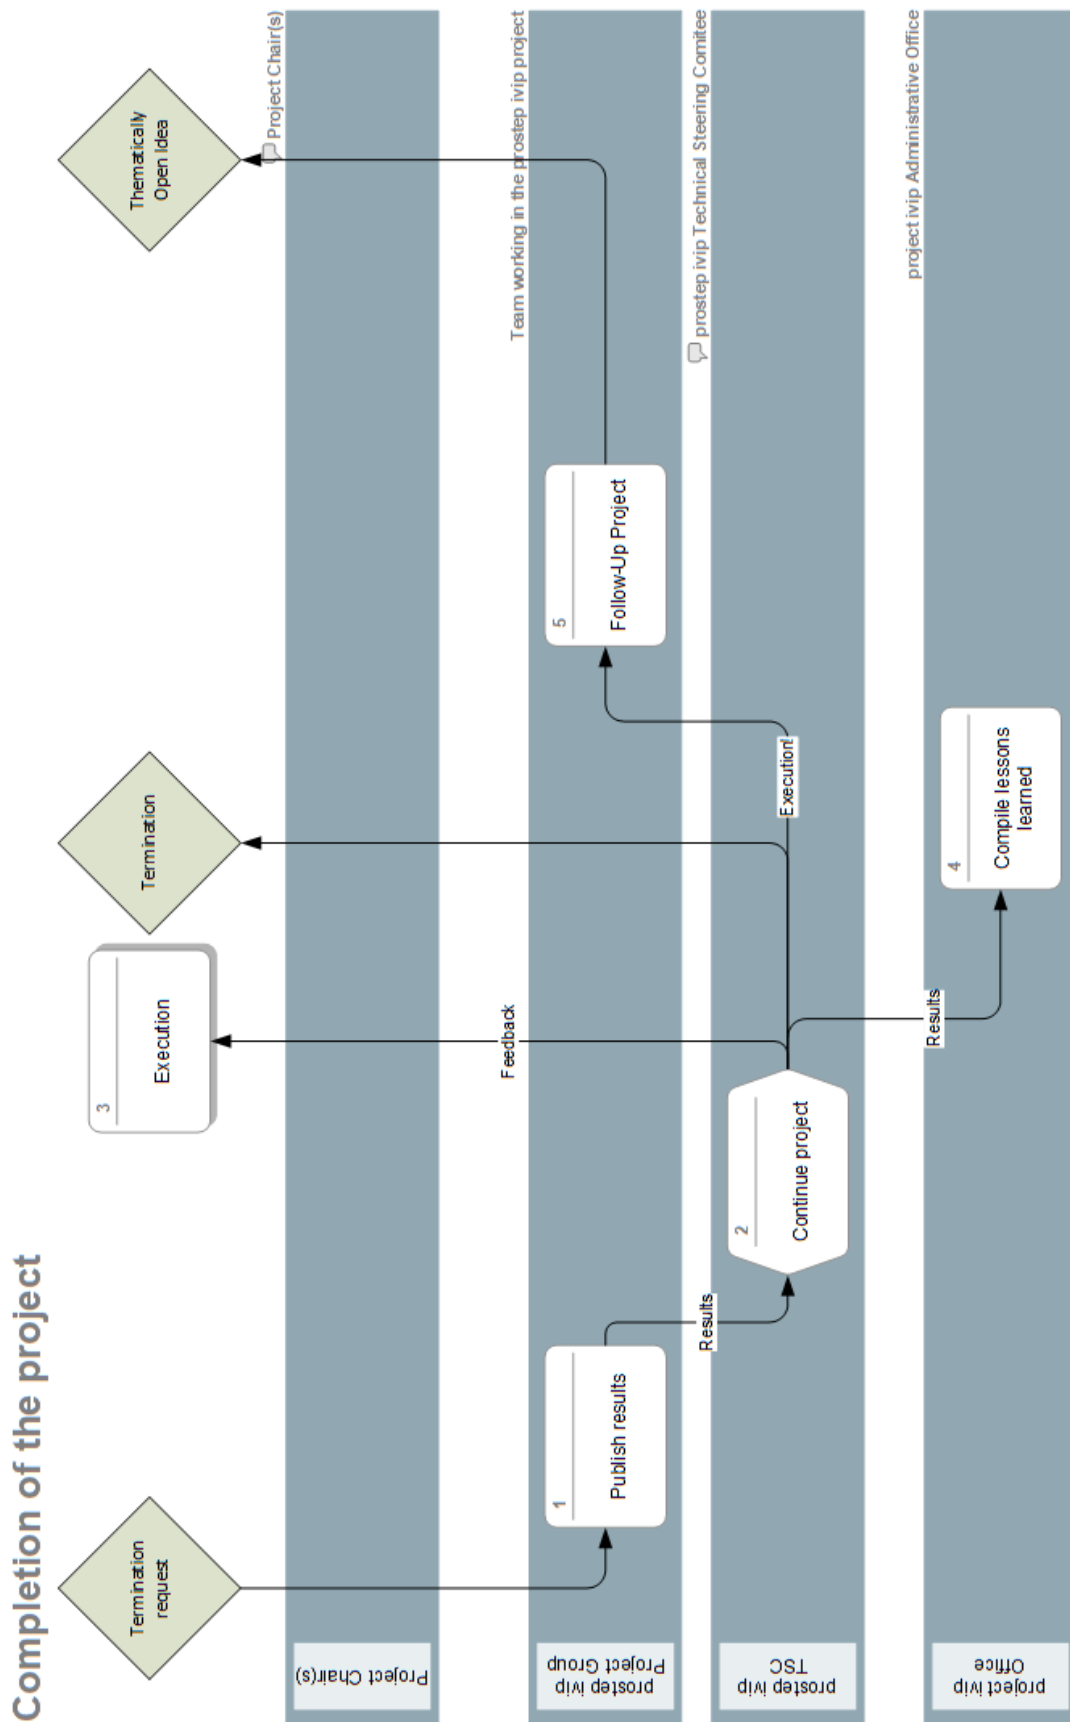 Completion of the project
Termination
request
3
Execution
Termination
Thematically
Open Idea
Project Chair(s)
Project Chair(s)
Feedback
Team working in the prostep ivip project
prostep ivip
Project Group
1
Publish results
5
Follow-Up Project
Results
prostep ivip Technical Steering Comitee
prostep ivip
TSC
2
Continue project
Execution
Results
project ivip Administrative Office
project ivip
Office
4
Compile lessons
learned